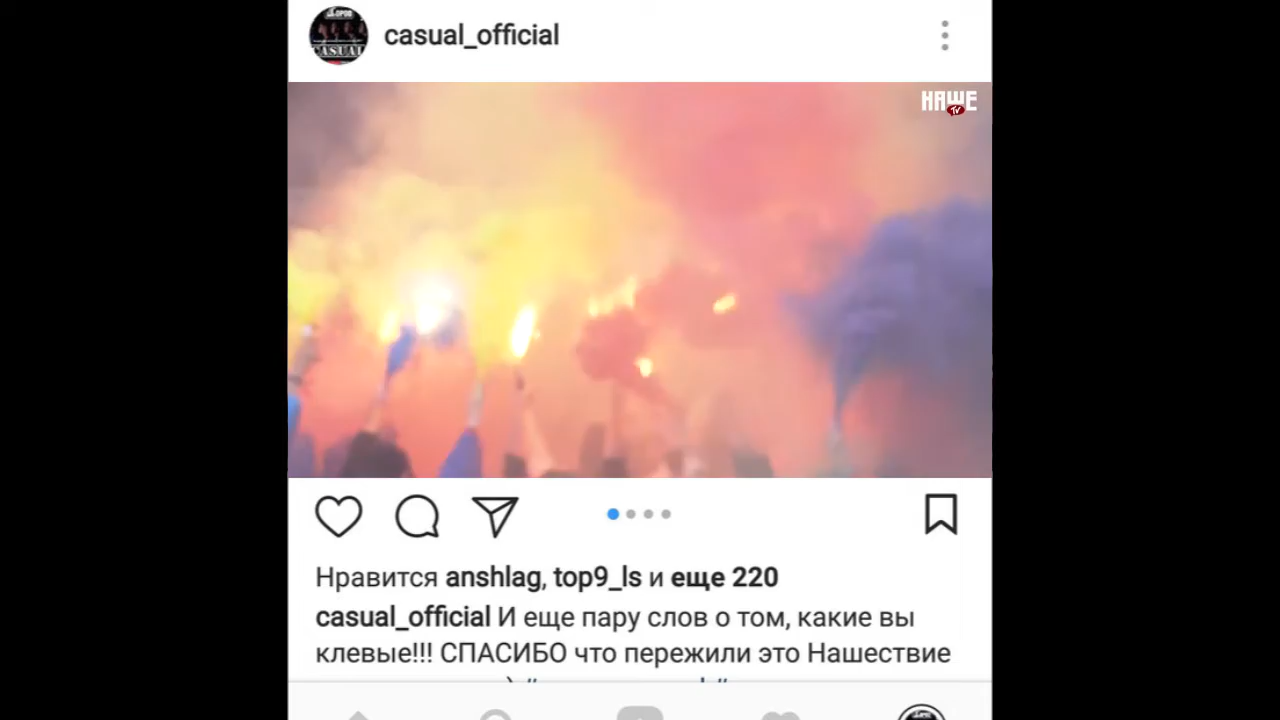 casual_official
НАШЕ
TV
Нравится anshlag, top9_ls и еще 220
casual_official И еще пару слов о том, какие вы
клевые!!! СПАСИБО что пережили это Нашествие